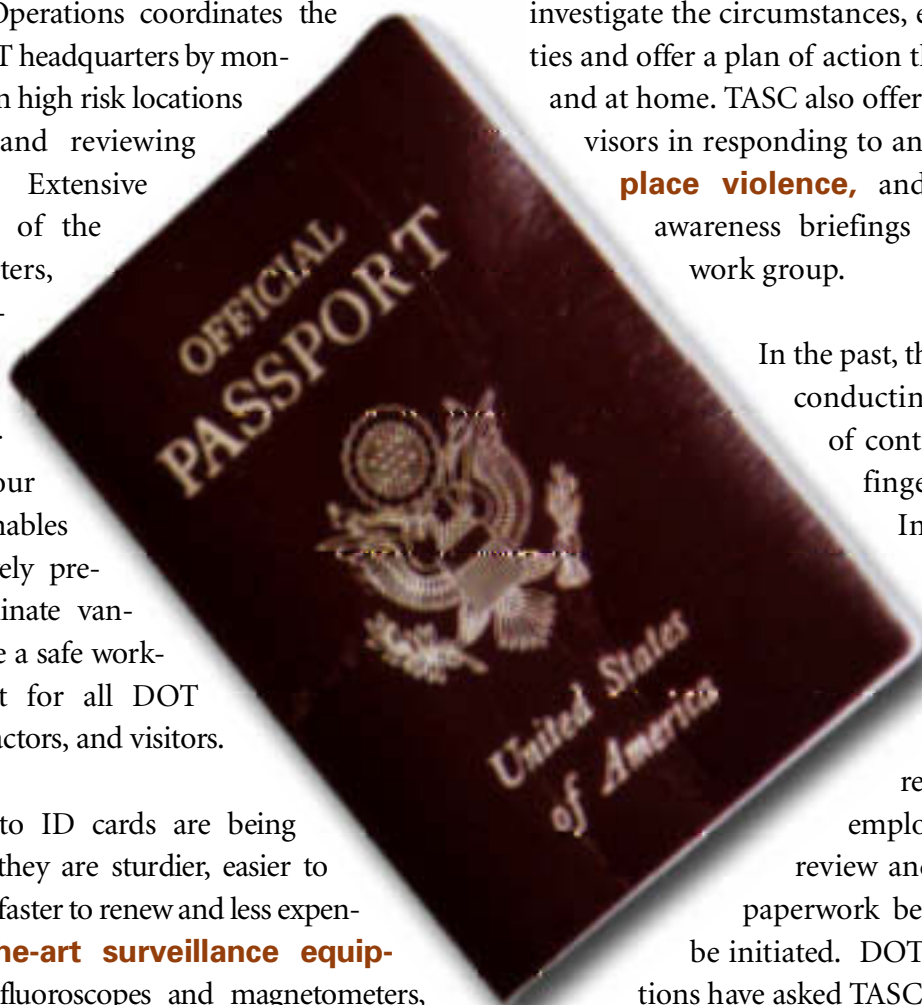 Operations coordinates the
T headquarters by mon-
n high risk locations
and reviewing
Extensive
of the
ters,
-
our
nables
ely pre-
inate van-
e a safe work-
t for all DOT
actors, and visitors.
to ID cards are being
they are sturdier, easier to
faster to renew and less expen-
ne-art surveillance equip-
fluoroscopes and magnetometers,
OFFICIAL
PASSPORT
United States
of America
investigate the circumstances, e
ties and offer a plan of action th
and at home. TASC also offer
visors in responding to an
place violence, and
awareness briefings
work group.
In the past, th
conductin
of cont
finge
In
re
emplo
review and
paperwork be
be initiated. DOT
tions have asked TASC